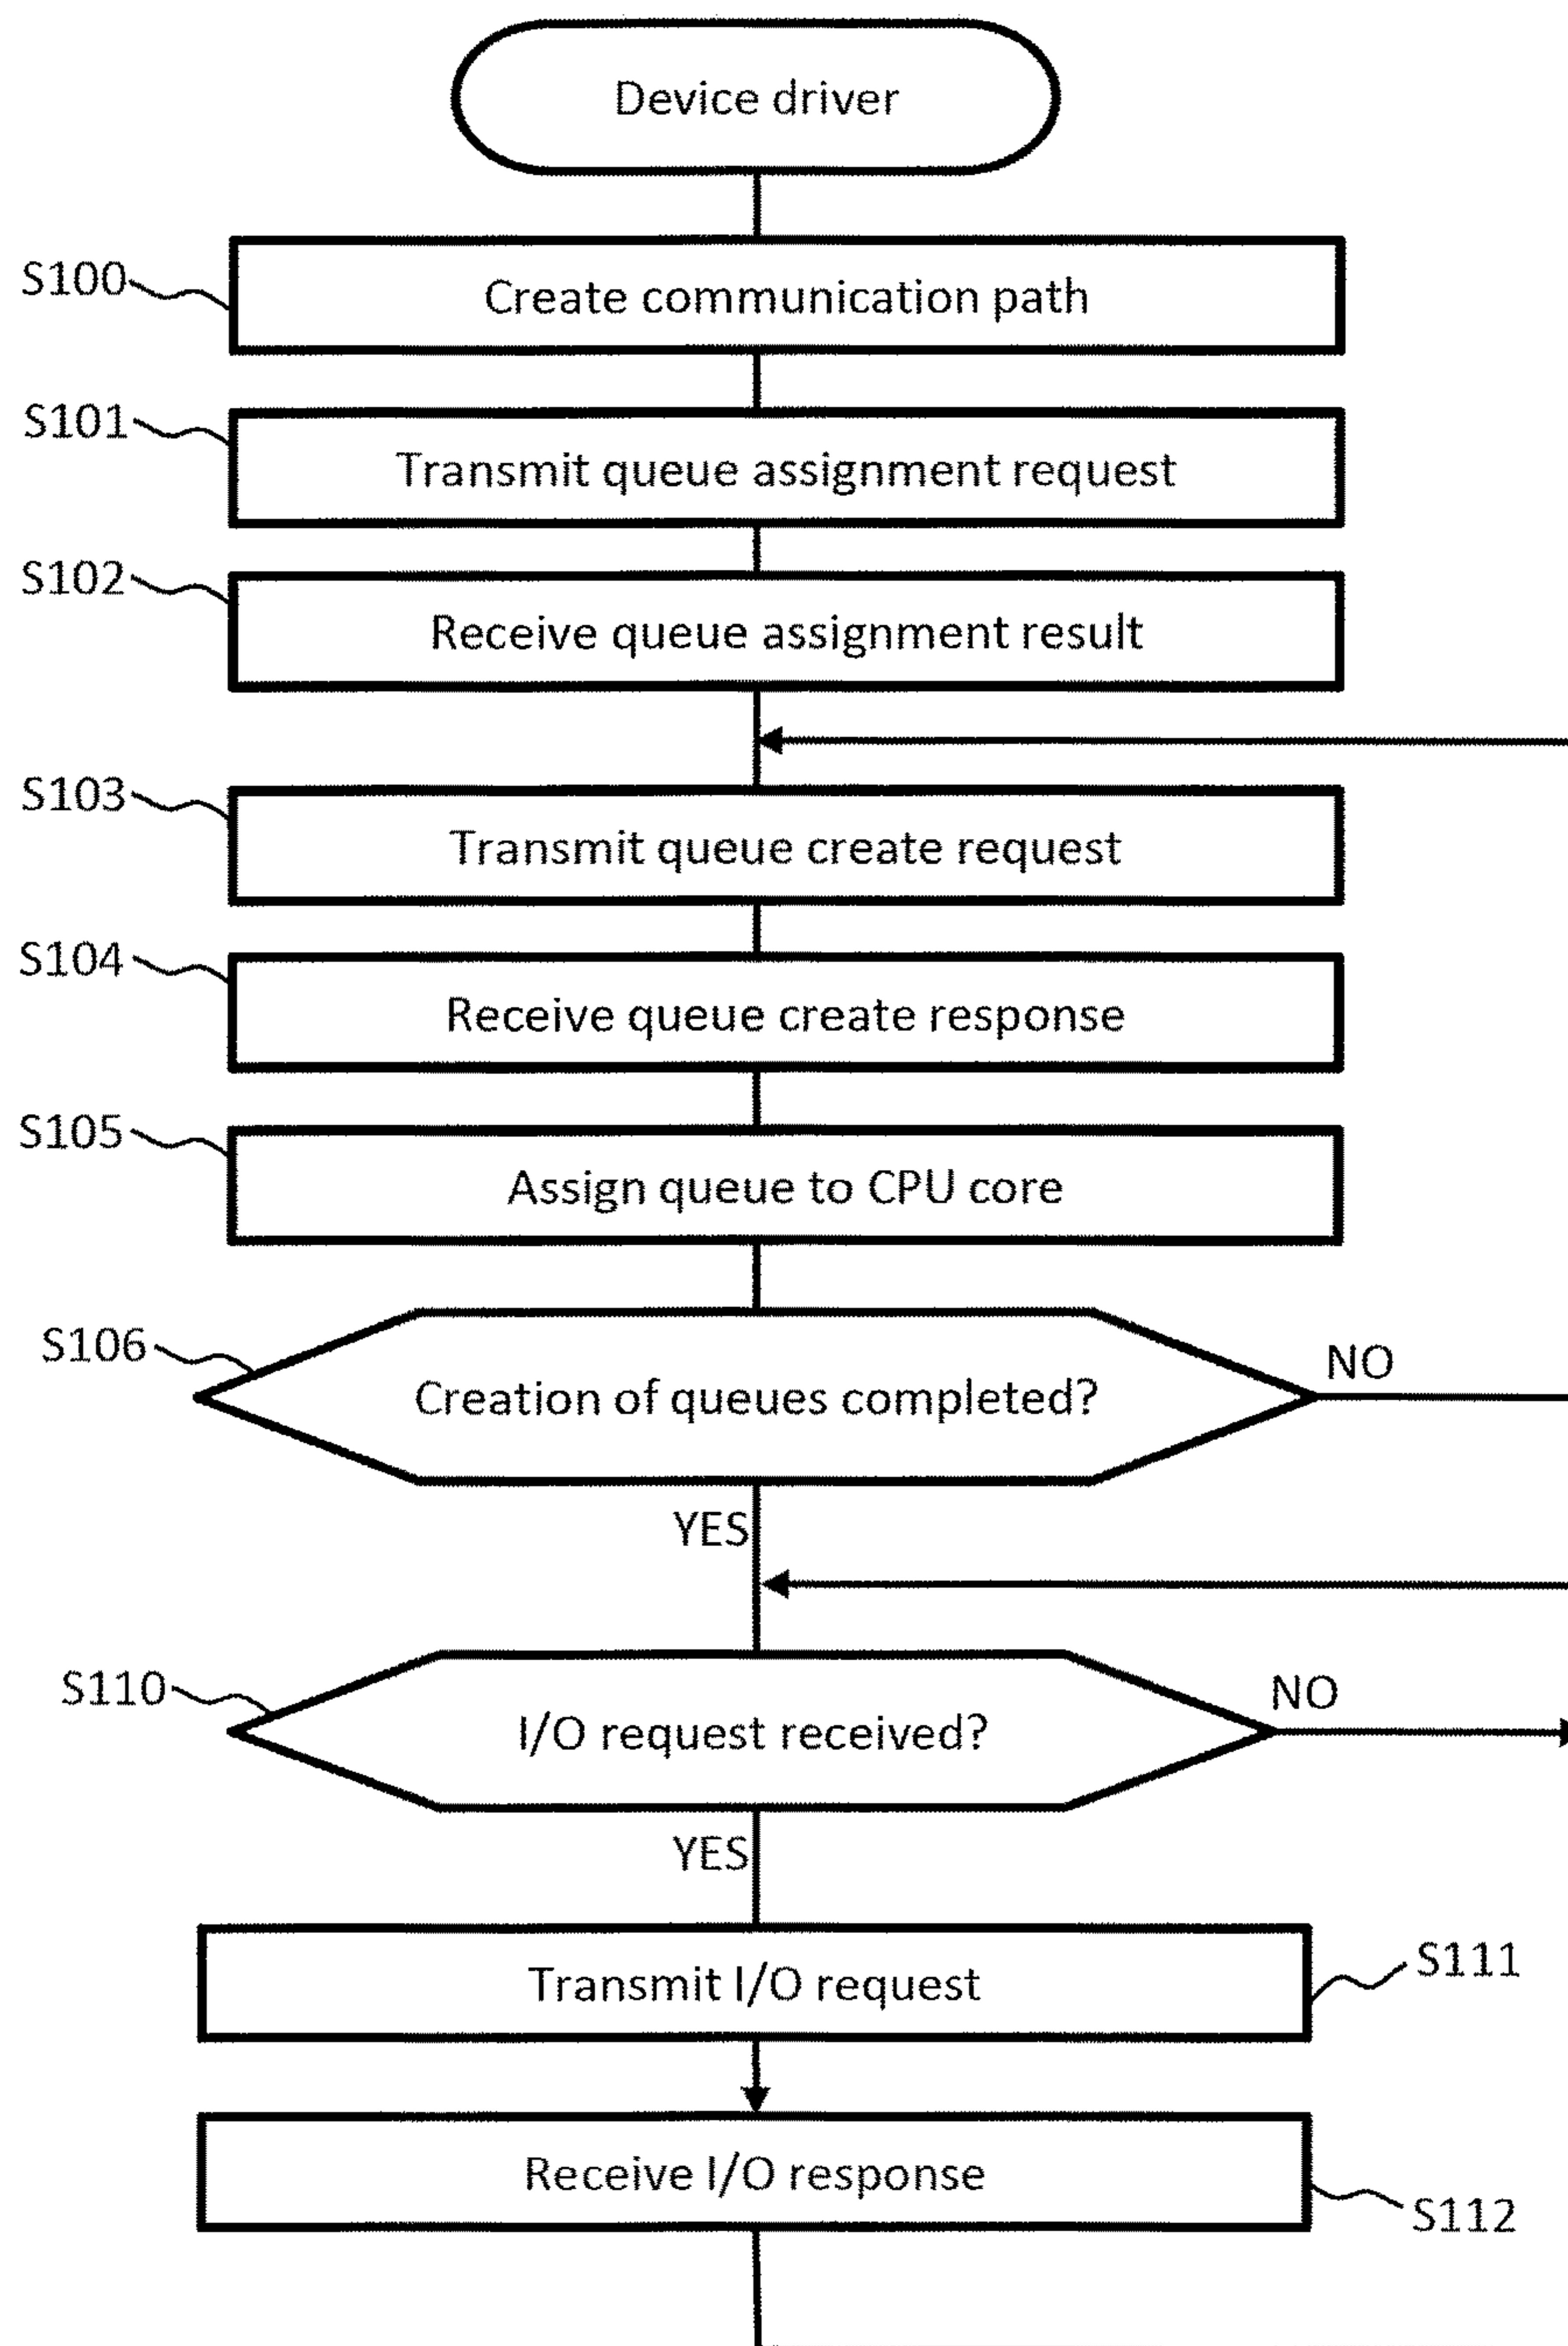 Device driver
S100
Create communication path
S101
Transmit queue assignment request
S102
Receive queue assignment result
S103
Transmit queue create request
S104
Receive queue create response
S105
Assign queue to CPU core
S106
Creation of queues completed?
NO
YES
S110
I/O request received?
NO
YES
Transmit I/O request
S111
Receive I/O response
S112